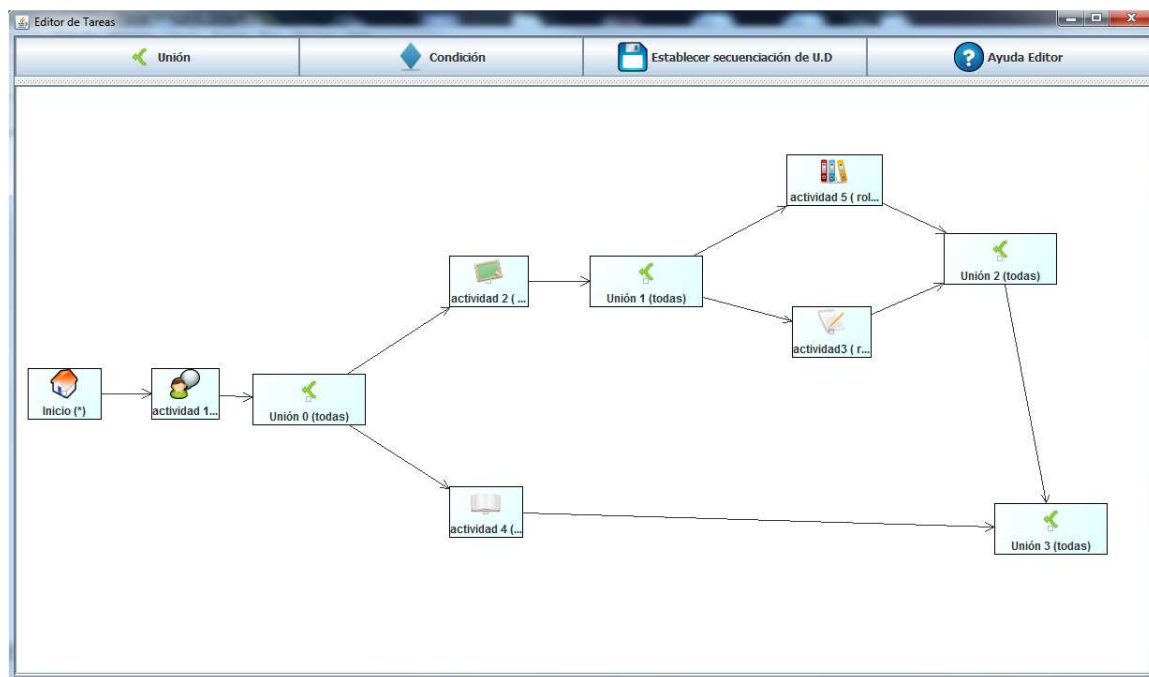 Editor de Tareas
Unión
Condición
Establecer secuenciación de U.D
Ayuda Editor
actividad 5 ( rol...
Unión 2 (todas)
actividad 2 ( ...
Unión 1 (todas)
actividad3 ( r...
Inicio (*)
actividad 1...
Unión 0 (todas)
actividad 4 (...
Unión 3 (todas)